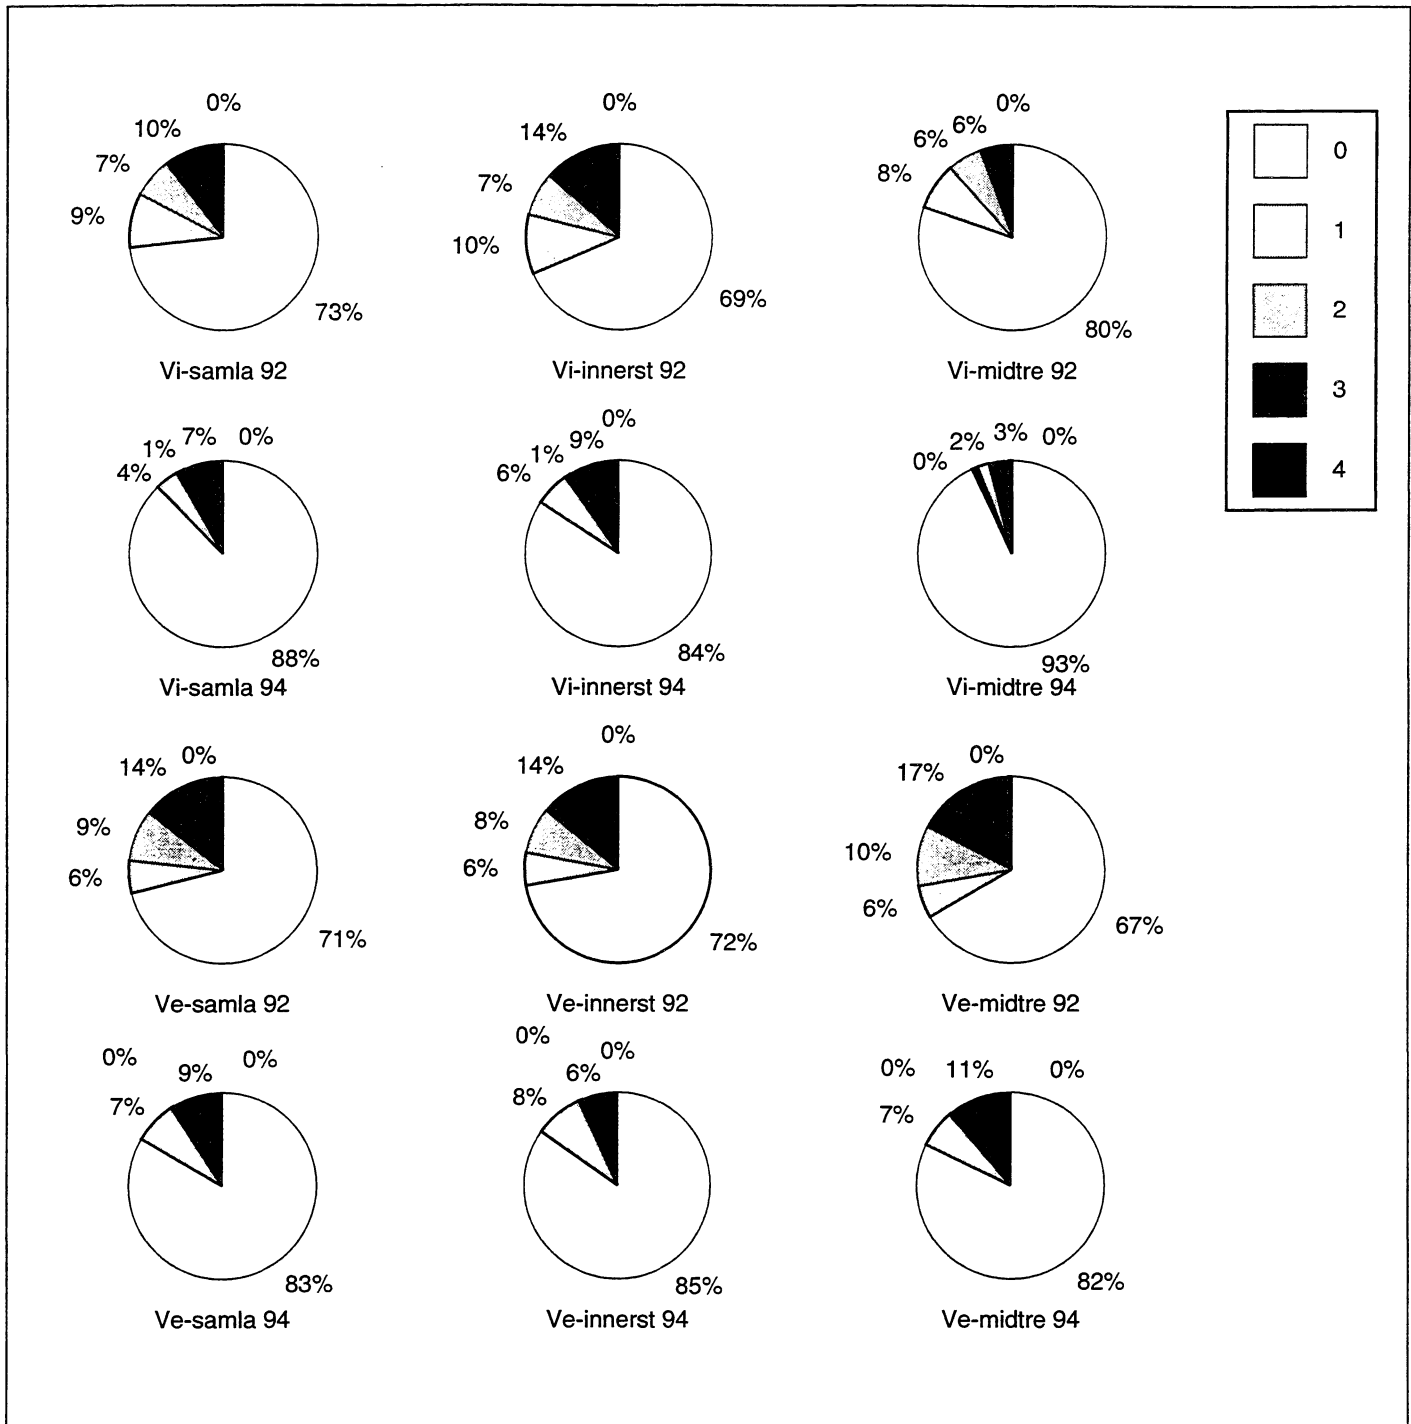 0% 0% 0%
10% 14% 6% 6%
7% 7% 8%
9% 10%
73% 69% 80%
Vi-samla 92 Vi-innerst 92 Vi-midtre 92
0
1
2
3
4
0%
4% 1% 7% 0% 6% 1% 9% 0% 2% 3% 0%
88% 84% 93%
Vi-samla 94 Vi-innerst 94 Vi-midtre 94
0%
14% 0% 14% 17% 0%
9% 8% 10%
6% 6% 6%
71% 72% 67%
Ve-samla 92 Ve-innerst 92 Ve-midtre 92
0% 0%
0% 9% 0% 6% 0% 11% 0%
7% 8% 7%
83% 85% 82%
Ve-samla 94 Ve-innerst 94 Ve-midtre 94